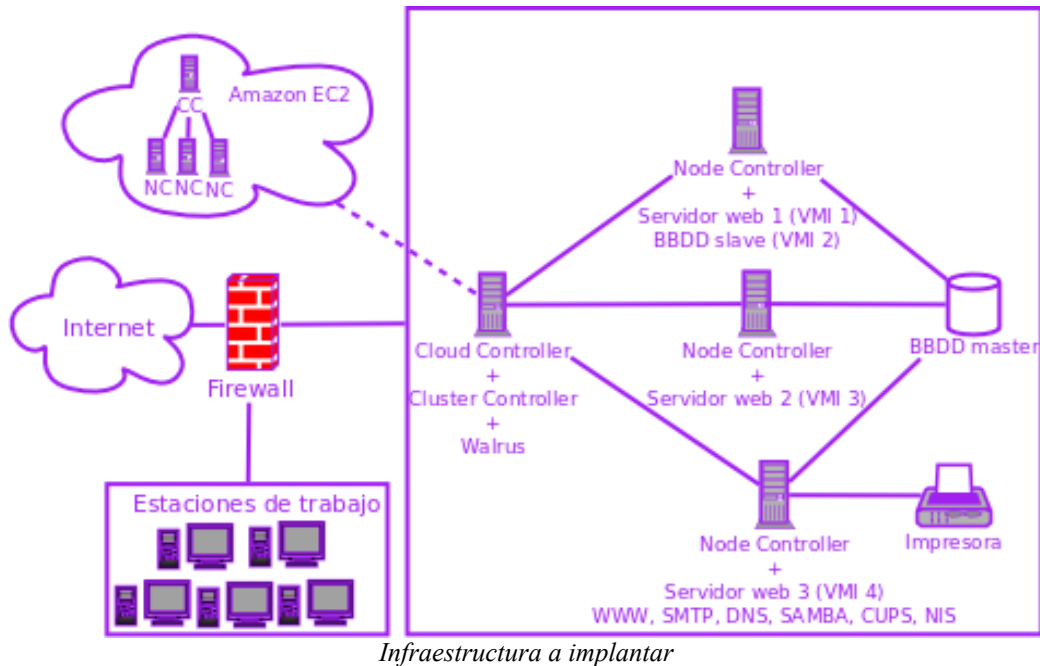 Amazon EC2
CC
NC NC NC
Internet
Firewall
Estaciones de trabajo
Node Controller
+
Servidor web 1 (VMI 1)
BBDD slave (VMI 2)
Cloud Controller
+
Cluster Controller
+
Walrus
Node Controller
+
Servidor web 2 (VMI 3)
BBDD master
Node Controller
+
Servidor web 3 (VMI 4)
WWW, SMTP, DNS, SAMBA, CUPS, NIS
Impresora
Infraestructura a implantar